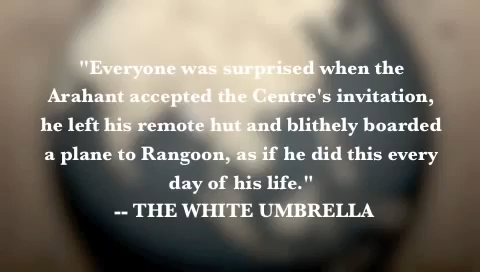 "Everyone was surprised when the
Arahant accepted the Centre's invitation,
he left his remote hut and blithely boarded
a plane to Rangoon, as if he did this every
day of his life."
-- THE WHITE UMBRELLA